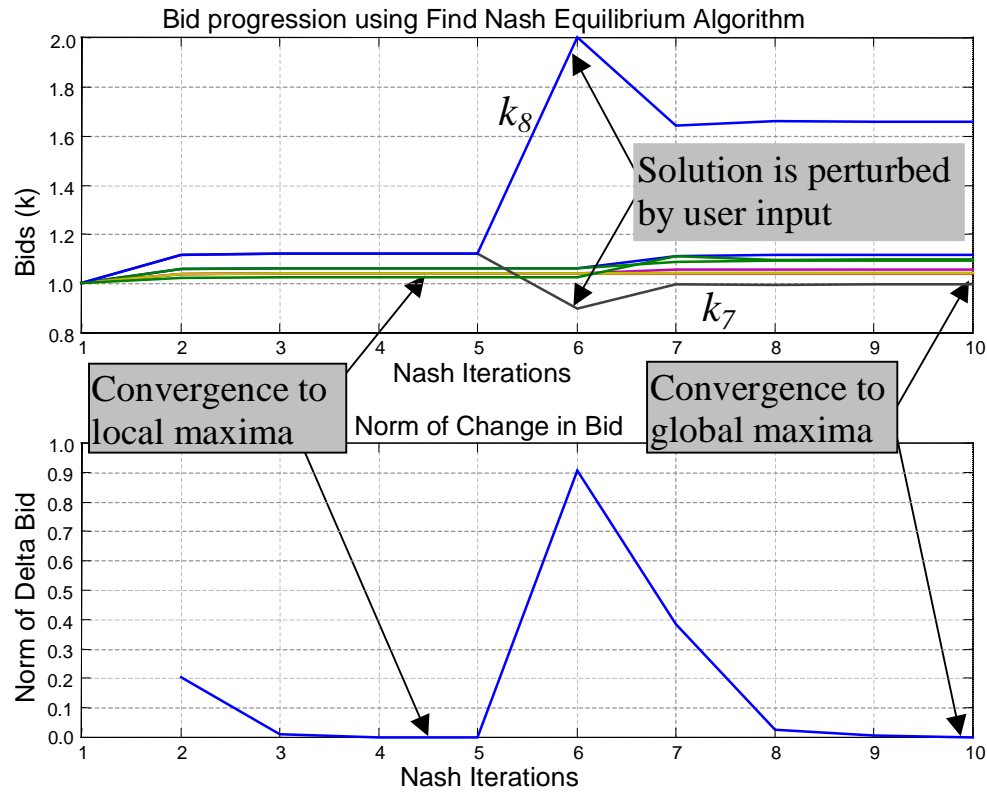 Bid progression using Find Nash Equilibrium Algorithm
2.0
1.8
1.6
1.4
1.2
1.0
0.8
Bids (k)
k8
Solution is perturbed
by user input
k7
1
2
3
4
5
6
7
8
9
10
Nash Iterations
Convergence to
local maxima
Convergence to
global maxima
Norm of Change in Bid
1.0
0.9
0.8
0.7
0.6
0.5
0.4
0.3
0.2
0.1
0.0
Norm of Delta Bid
1
2
3
4
5
6
7
8
9
10
Nash Iterations